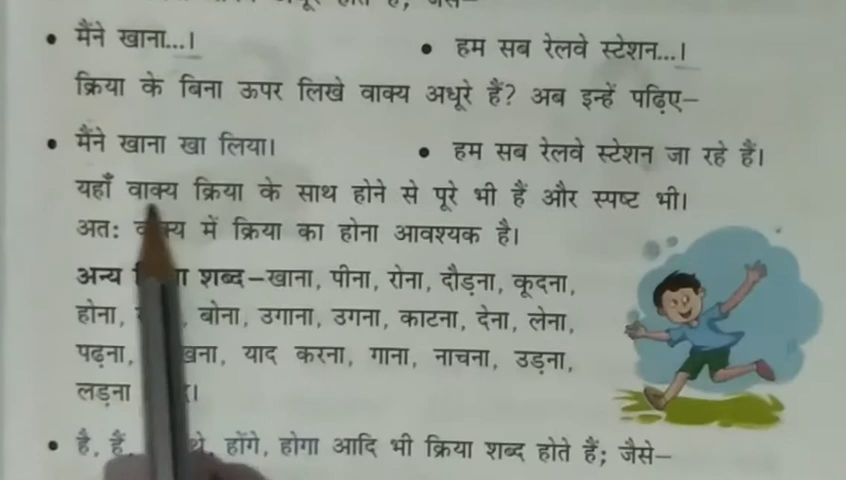 होते हैं; जैसे–
मैंने खाना...।
हम सब रेलवे स्टेशन...।
क्रिया के बिना ऊपर लिखे वाक्य अधूरे हैं? अब इन्हें पढ़िए–
मैंने खाना खा लिया।
हम सब रेलवे स्टेशन जा रहे हैं।
यहाँ वाक्य क्रिया के साथ होने से पूरे भी हैं और स्पष्ट भी।
अतः में क्रिया का होना आवश्यक है।
अन्य शब्द–खाना, पीना, रोना, दौड़ना, कूदना,
होना, बोना, उगाना, उगना, काटना, देना, लेना,
पढ़ना, याद करना, गाना, नाचना, उड़ना,
लड़ना
है, हैं, थे, होंगे, होगा आदि भी क्रिया शब्द होते हैं; जैसे–